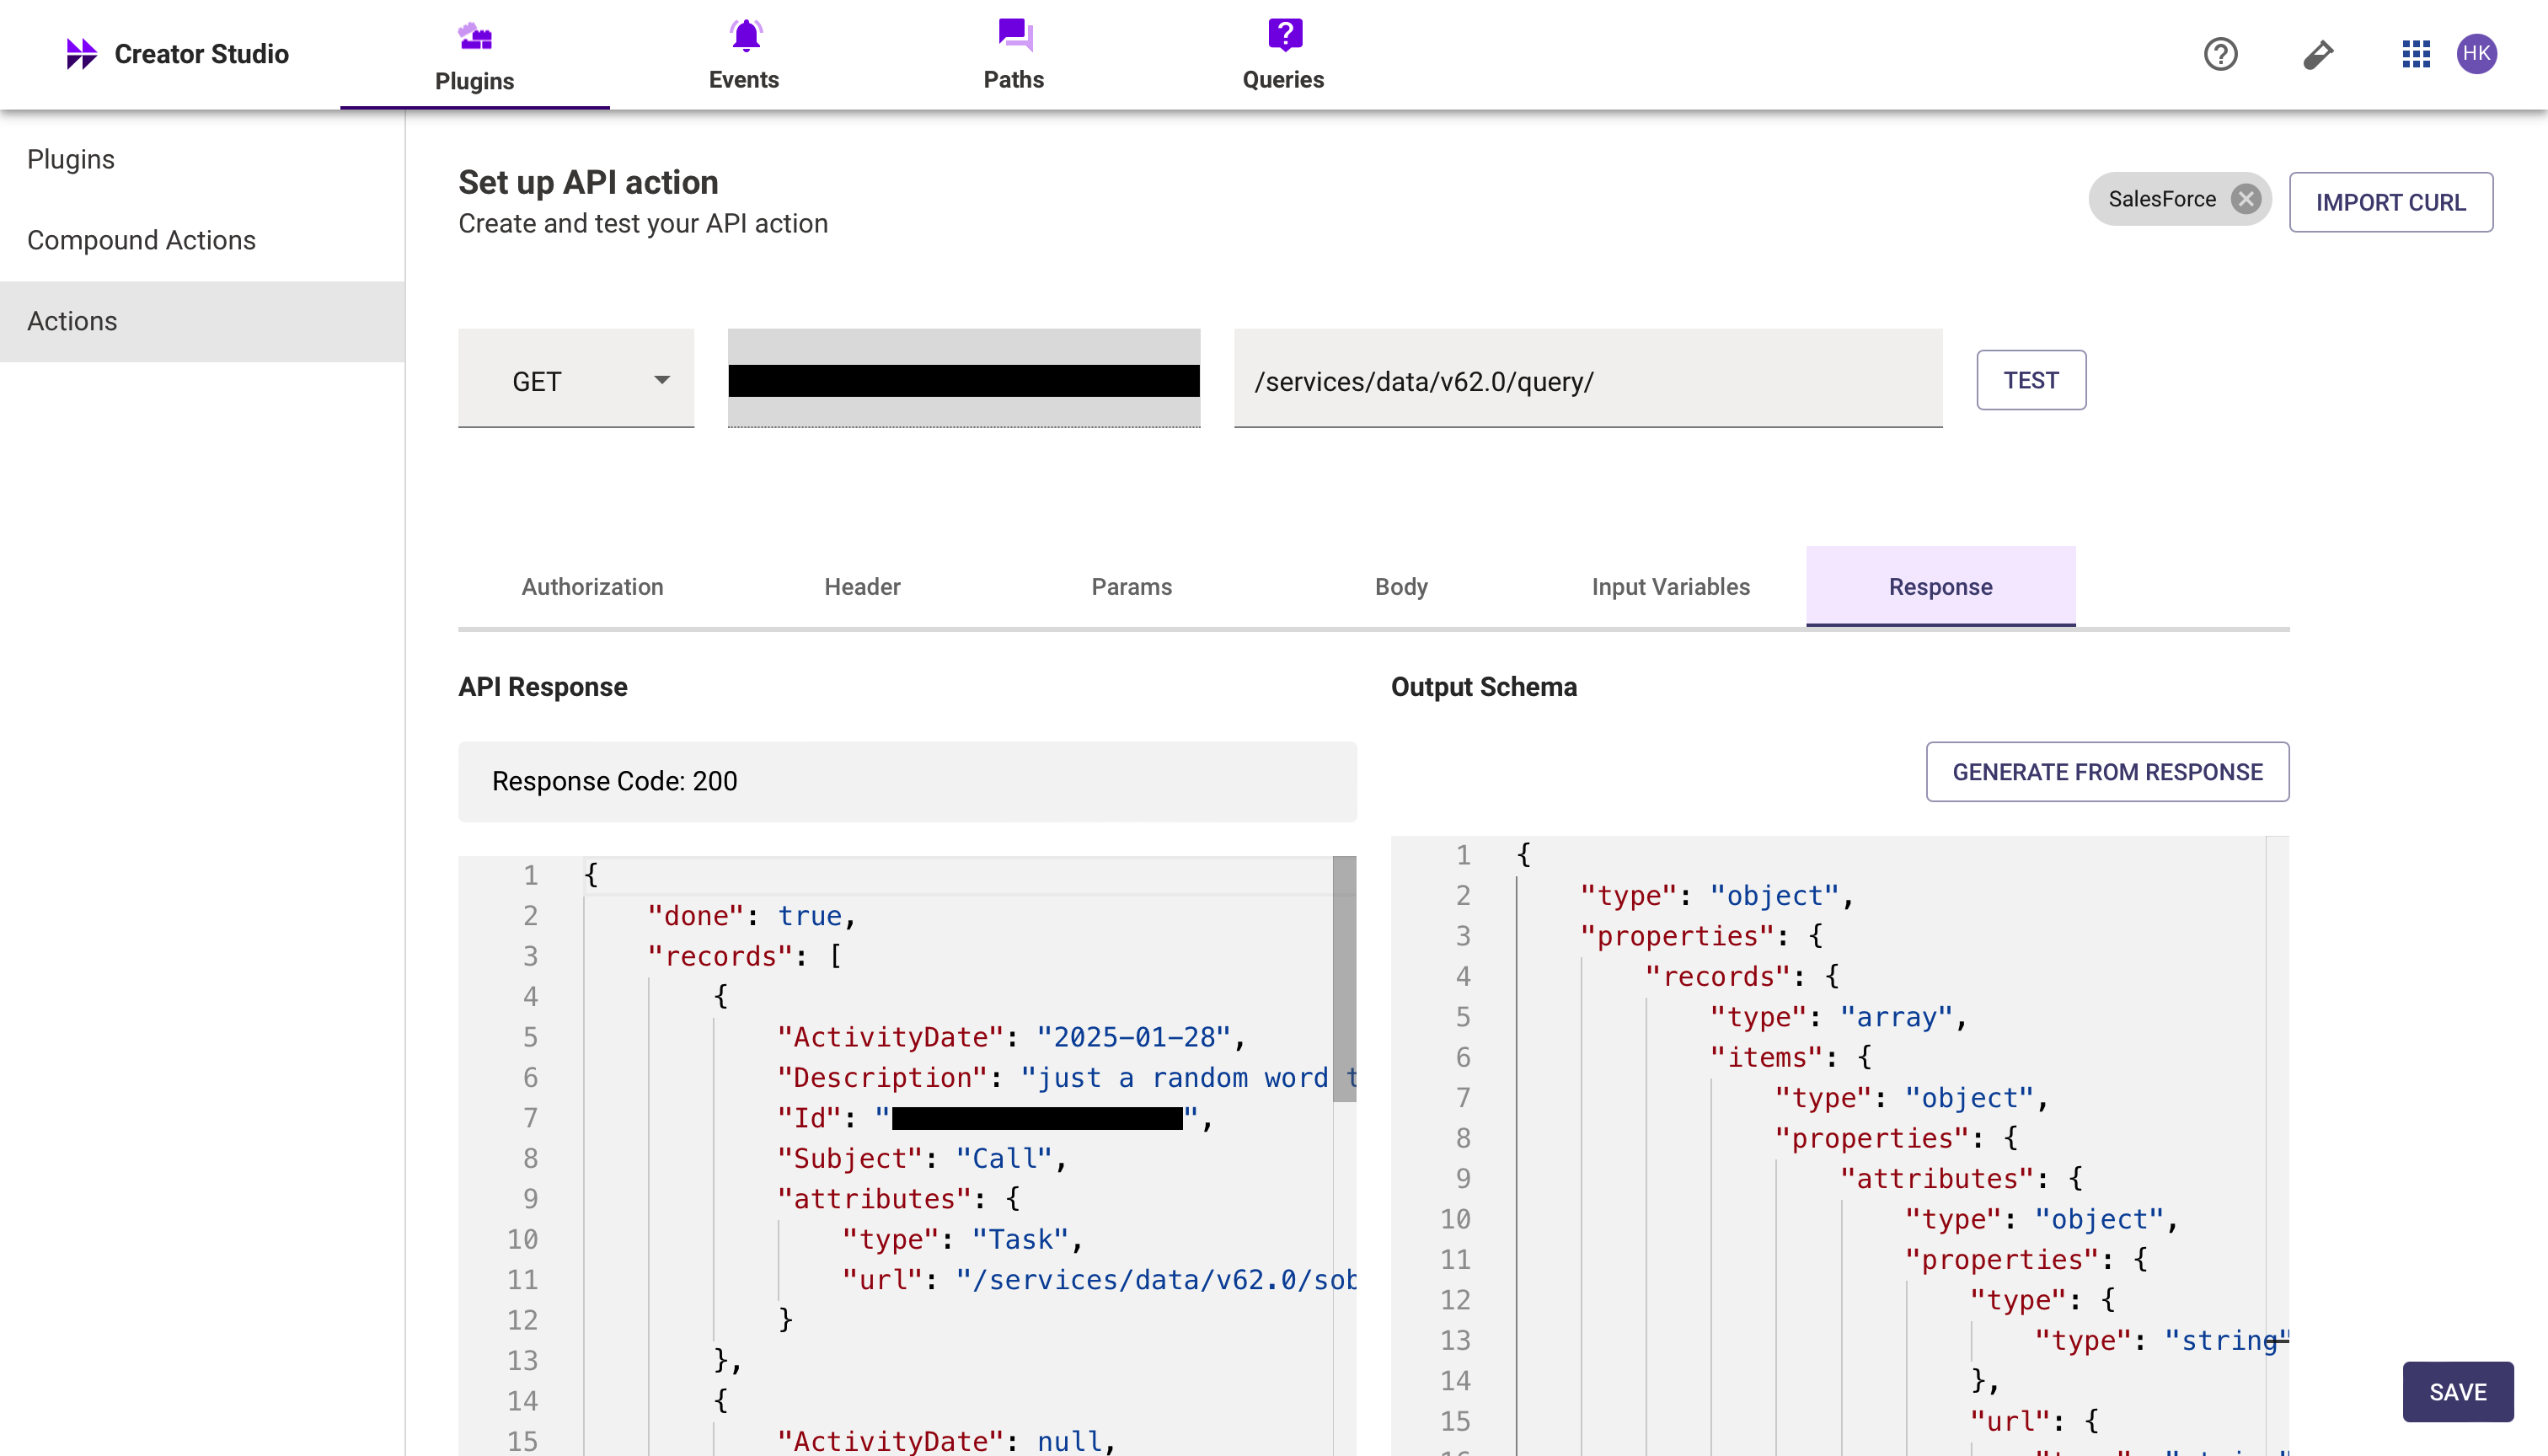 Creator Studio
Plugins
Events
Paths
Queries
HK
Plugins
Compound Actions
Actions
Set up API action
Create and test your API action
SalesForce
IMPORT CURL
GET
/services/data/v62.0/query/
TEST
Authorization
Header
Params
Body
Input Variables
Response
API Response
Response Code: 200
1 {
2 "done": true,
3 "records": [
4 {
5 "ActivityDate": "2025-01-28",
6 "Description": "just a random word t
7 "Id": "",
8 "Subject": "Call",
9 "attributes": {
10 "type": "Task",
11 "url": "/services/data/v62.0/sob
12 }
13 },
14 {
15 "ActivityDate": null,
Output Schema
GENERATE FROM RESPONSE
1 {
2 "type": "object",
3 "properties": {
4 "records": {
5 "type": "array",
6 "items": {
7 "type": "object",
8 "properties": {
9 "attributes": {
10 "type": "object",
11 "properties": {
12 "type": {
13 "type": "string"
14 },
15 "url": {
SAVE